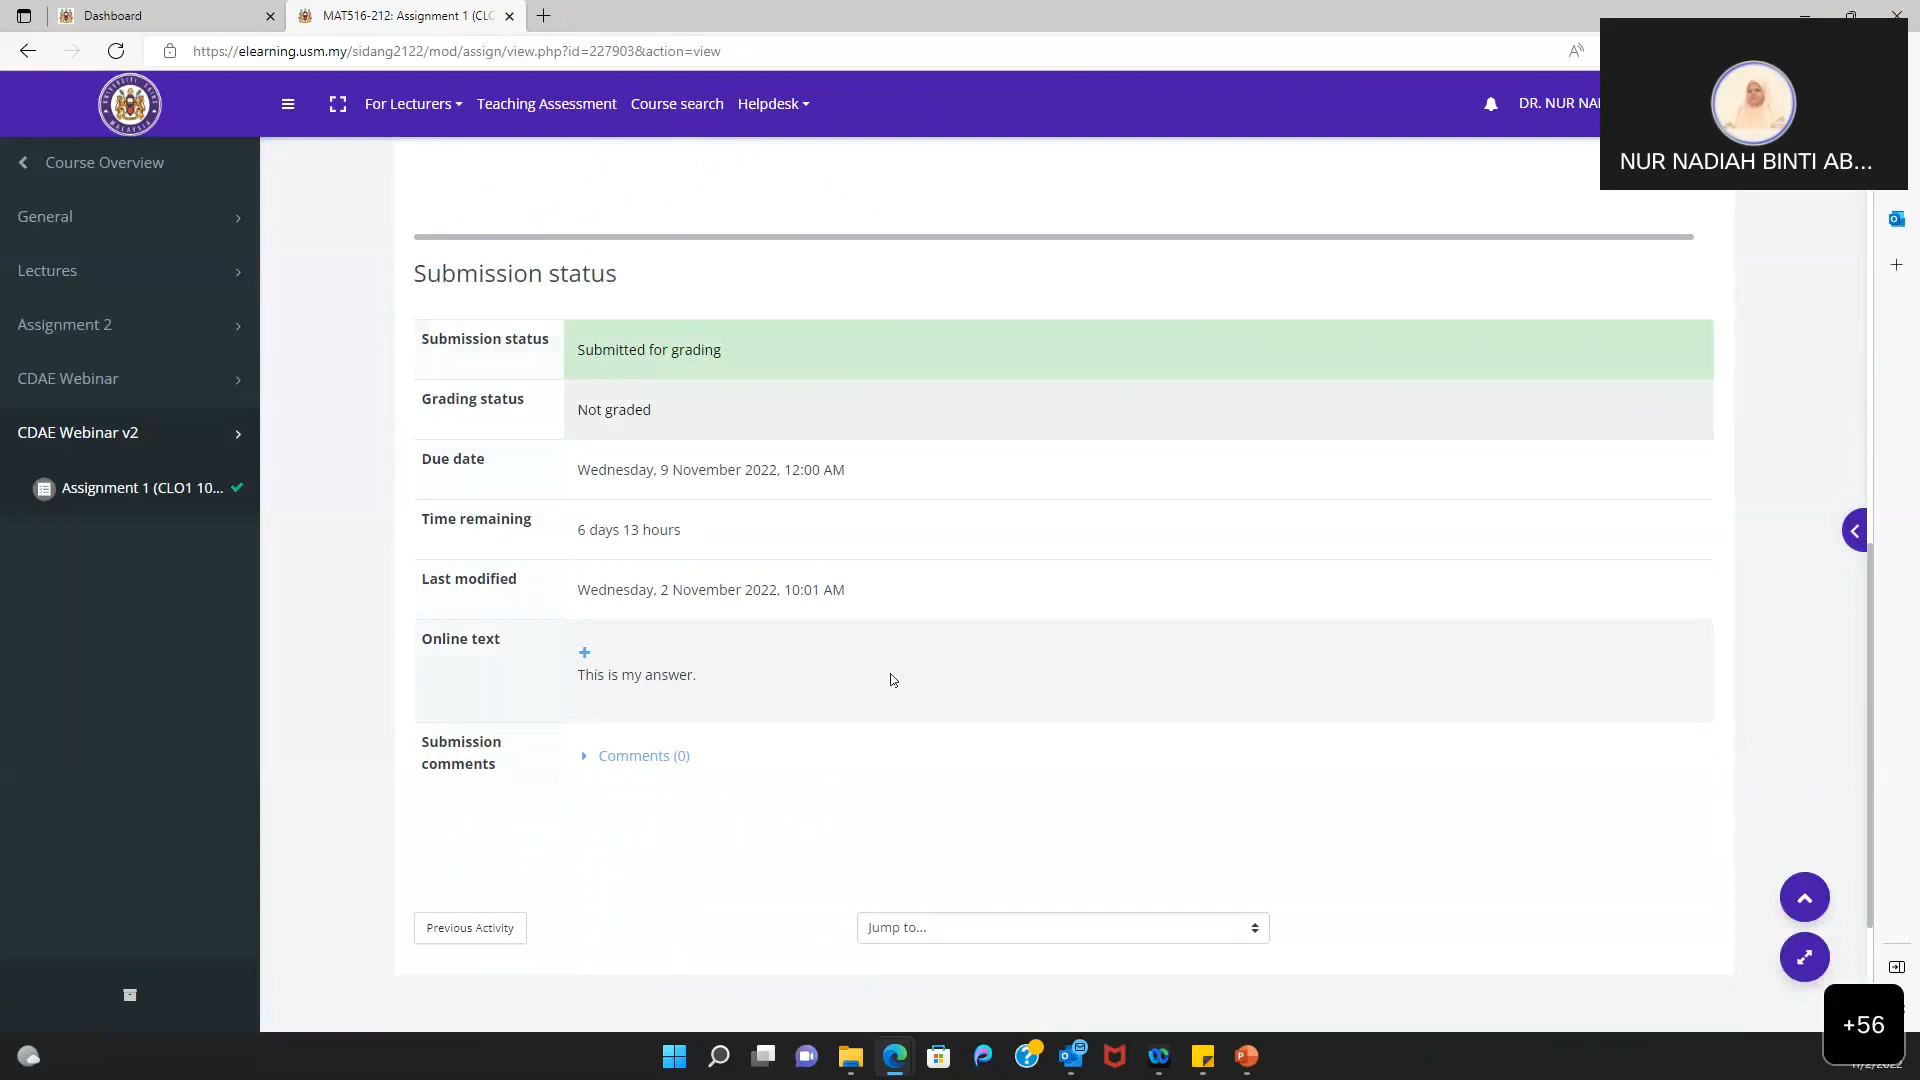 Dashboard
MAT516-212: Assignment 1 (CLO
https://elearning.usm.my/sidang2122/mod/assign/view.php?id=227903&action=view
For Lecturers
Teaching Assessment
Course search
Helpdesk
DR. NUR NA
NUR NADIAH BINTI AB...
Course Overview
General
Lectures
Assignment 2
CDAE Webinar
CDAE Webinar v2
Assignment 1 (CLO1 10...
Submission status
Submission status
Submitted for grading
Grading status
Not graded
Due date
Wednesday, 9 November 2022, 12:00 AM
Time remaining
6 days 13 hours
Last modified
Wednesday, 2 November 2022, 10:01 AM
Online text
This is my answer.
Submission
comments
Comments (0)
Previous Activity
Jump to...
+56